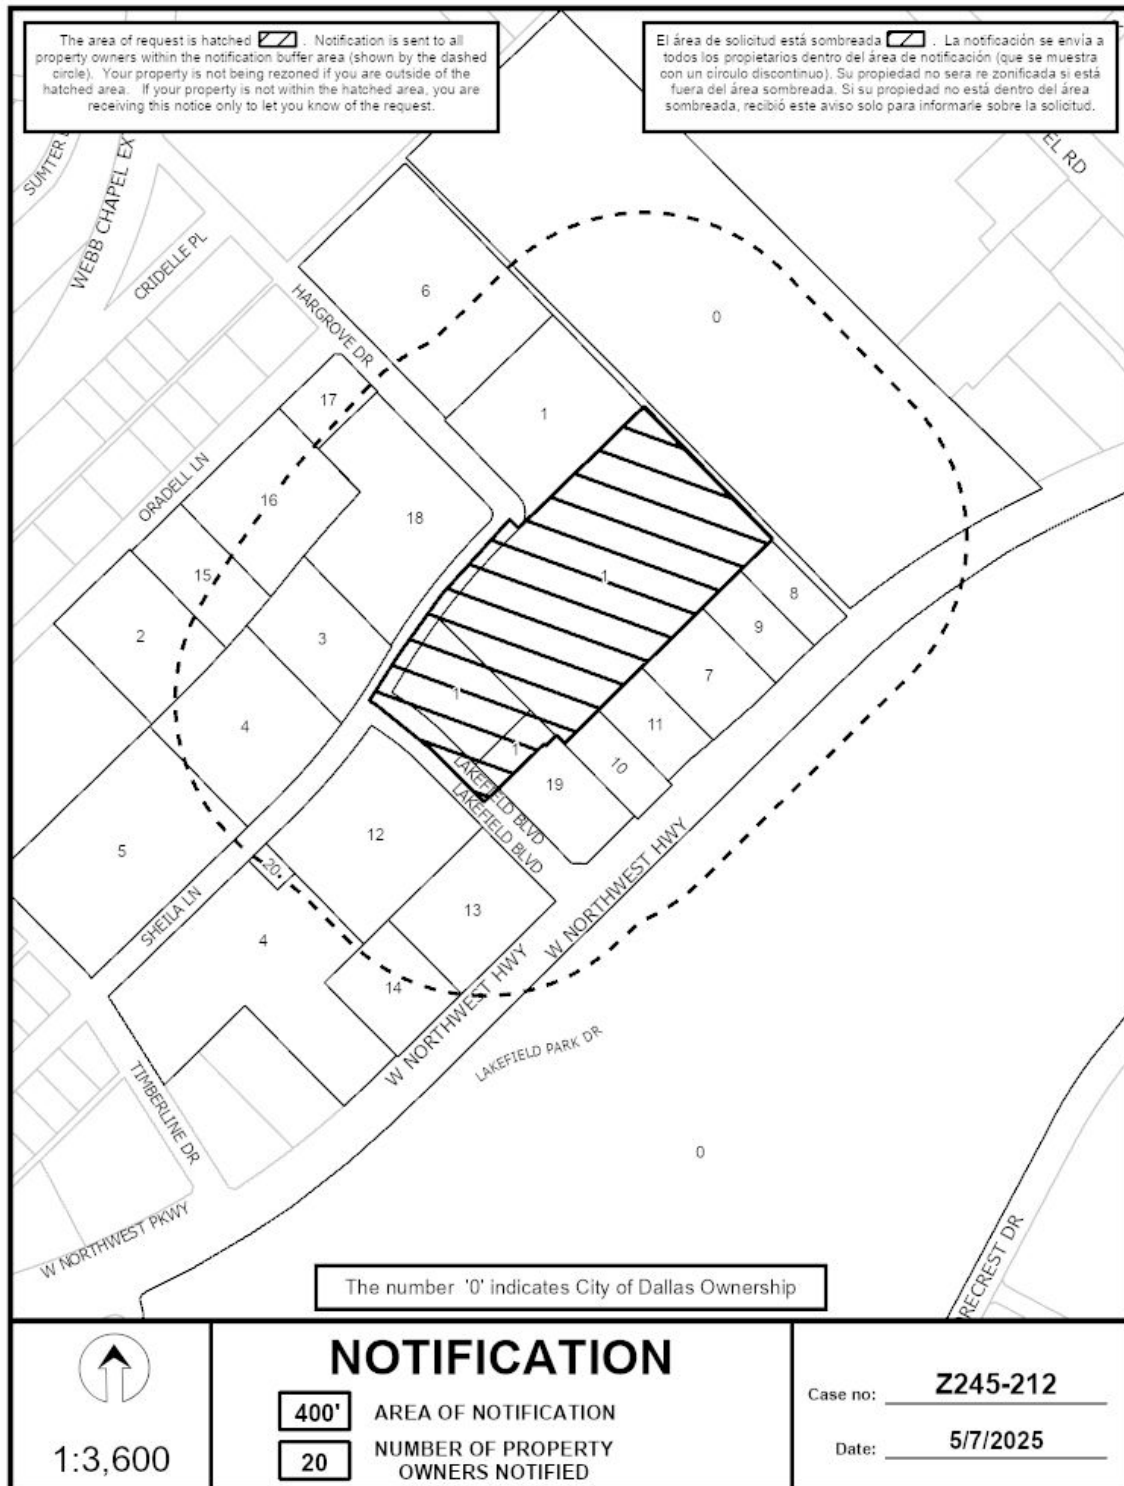 The area of request is hatched . Notification is sent to all
property owners within the notification buffer area (shown by the dashed
circle). Your property is not being rezoned if you are outside of the
hatched area. If your property is not within the hatched area, you are
receiving this notice only to let you know of the request.
El área de solicitud está sombreada . La notificación se envía a
todos los propietarios dentro del área de notificación (que se muestra
con un círculo discontinuo). Su propiedad no sera re zonificada si está
fuera del área sombreada. Si su propiedad no está dentro del área
sombreada, recibió este aviso solo para informarle sobre la solicitud.
SUMTER
WEBB CHAPEL EX
CRIDELLE PL
EL RD
HARGROVE DR
6
0
17
1
ORADELL LN
16
18
15
1
8
2
3
9
7
1
4
11
1
10
LAKEFIELD BLVD
LAKEFIELD BLVD
19
5
12
20
SHEILA LN
13
W NORTHWEST HWY
4
14
W NORTHWEST HWY
LAKEFIELD PARK DR
TIMBERLINE DR
0
W NORTHWEST PKWY
RECREST DR
The number '0' indicates City of Dallas Ownership
1:3,600
NOTIFICATION
400' AREA OF NOTIFICATION
20 NUMBER OF PROPERTY
OWNERS NOTIFIED
Case no: Z245-212
Date: 5/7/2025